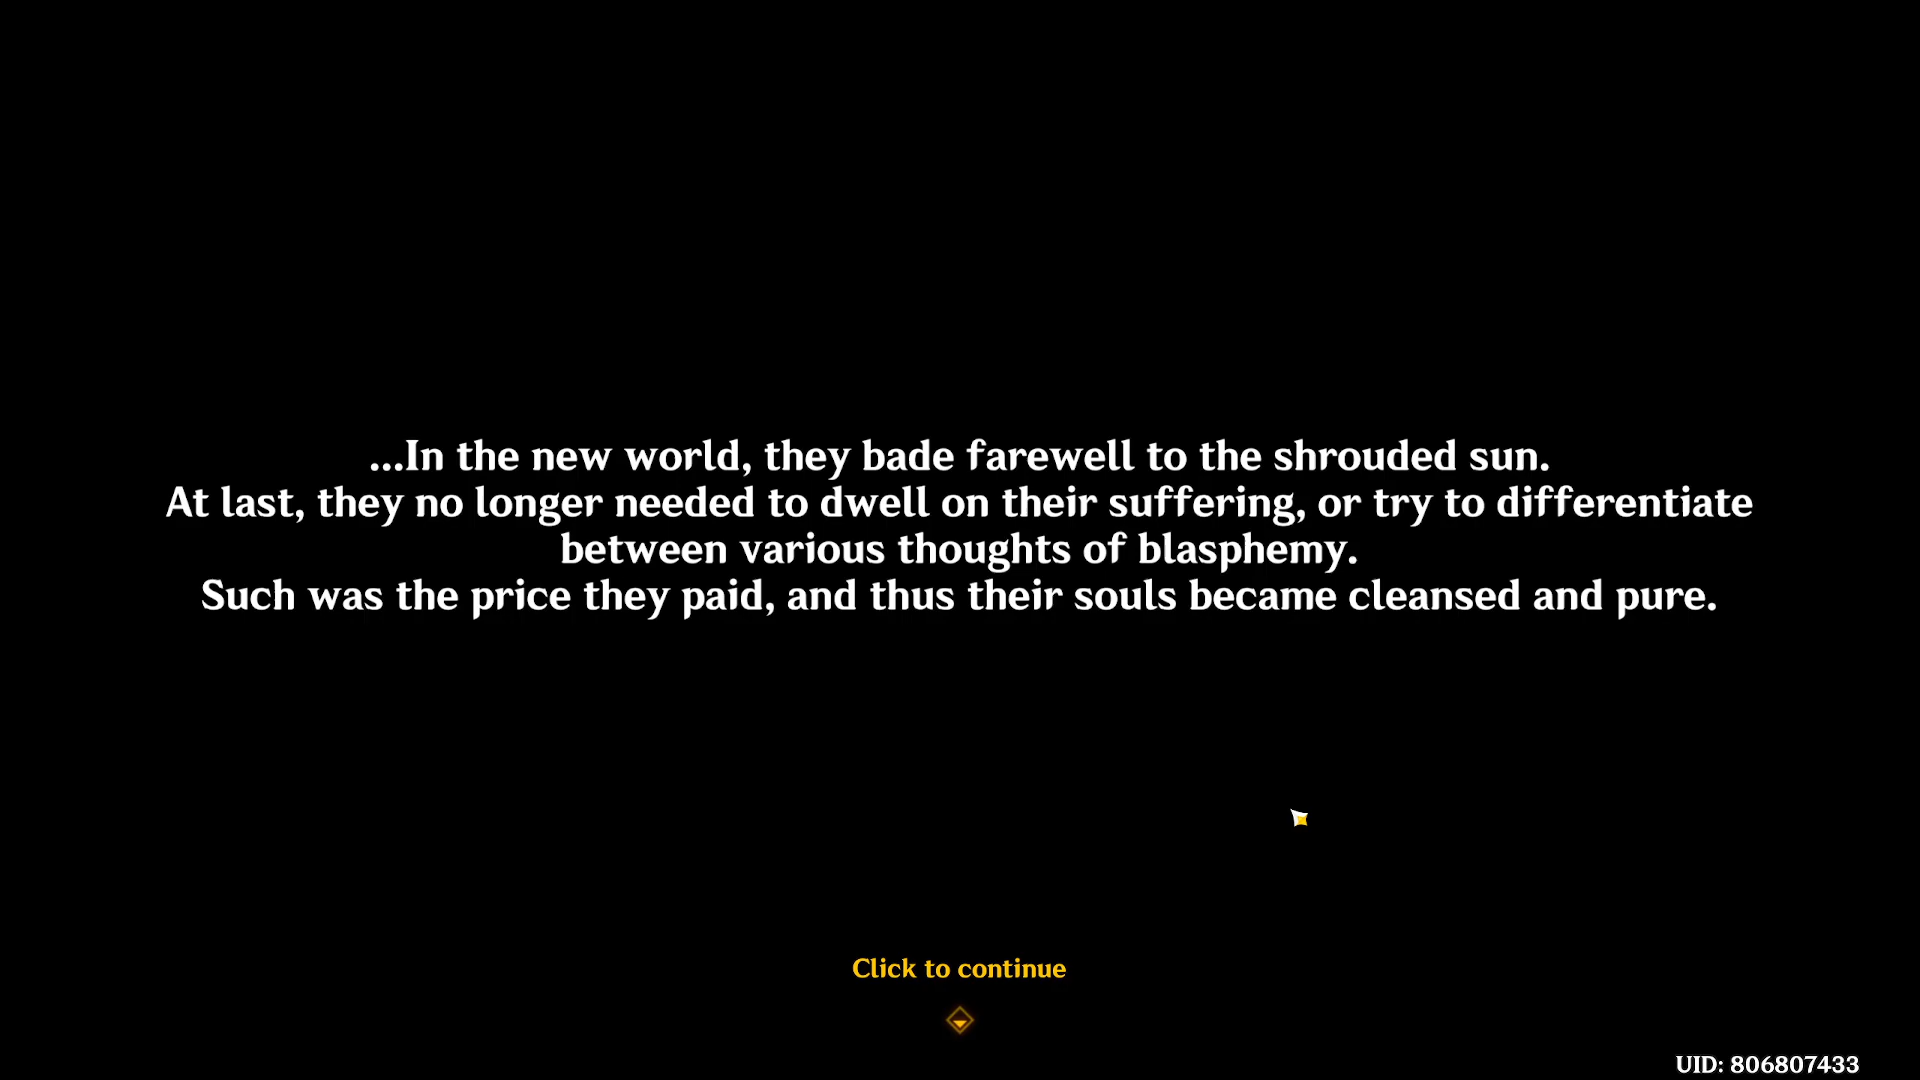 ...In the new world, they bade farewell to the shrouded sun.
At last, they no longer needed to dwell on their suffering, or try to differentiate
between various thoughts of blasphemy.
Such was the price they paid, and thus their souls became cleansed and pure.
Click to continue
UID: 806807433